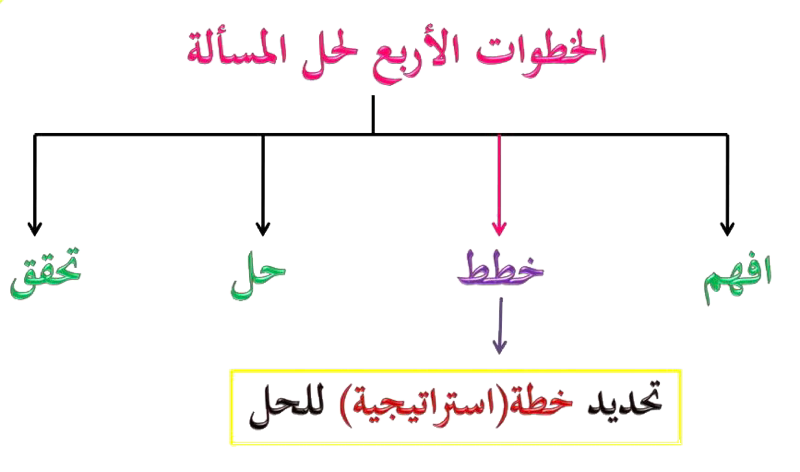 الخطوات الأربع لحل المسألة
افهم
خطط
حل
تحقق
تحديد خطة(استراتيجية) للحل